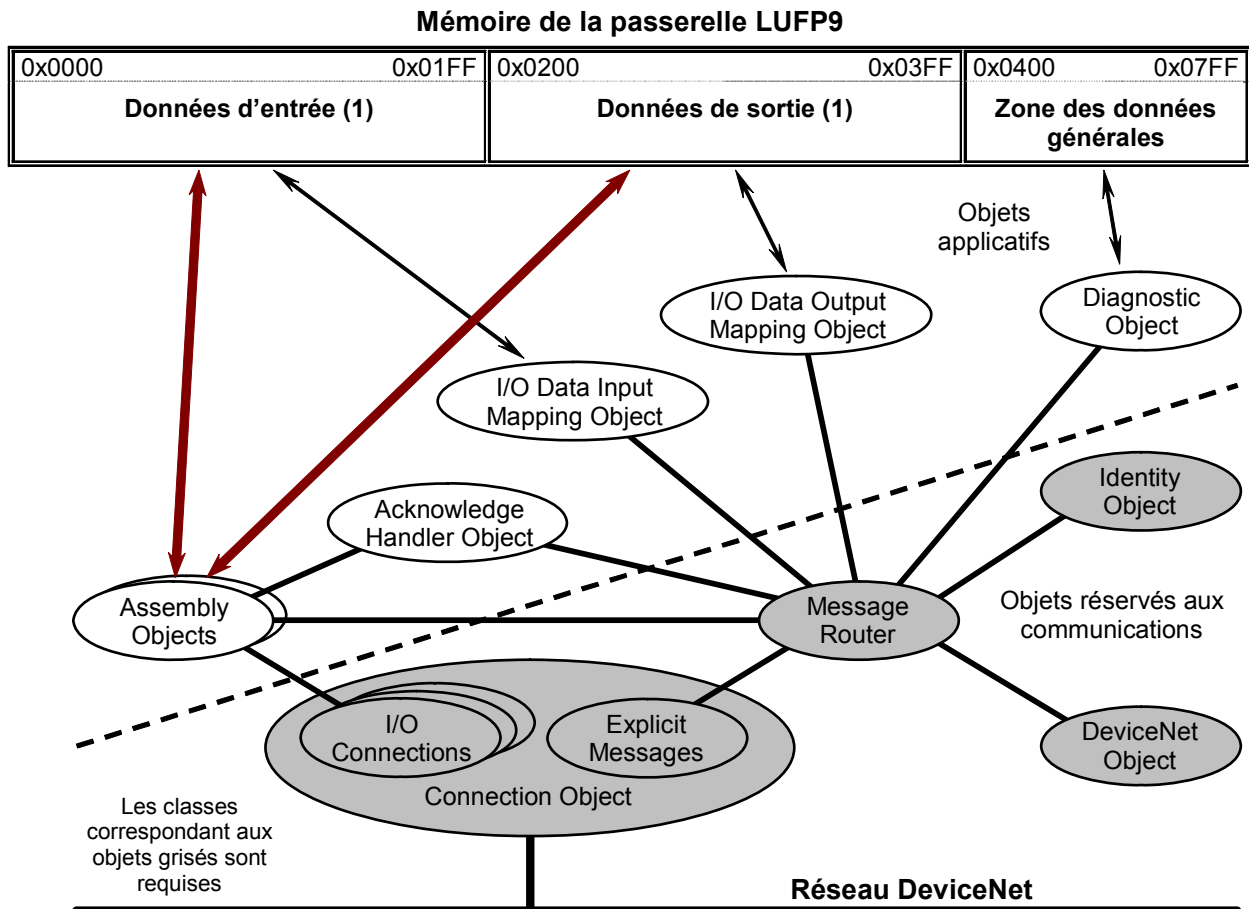 Mémoire de la passerelle LUFP9
0x0000 0x01FF 0x0200 0x03FF 0x0400 0x07FF
Données d'entrée (1)
Données de sortie (1)
Zone des données
générales
Objets
applicatifs
I/O Data Output
Mapping Object
Diagnostic
Object
I/O Data Input
Mapping Object
Identity
Object
Acknowledge
Handler Object
Assembly
Objects
Message
Router
Objets réservés aux
communications
I/O
Connections
Explicit
Messages
DeviceNet
Object
Connection Object
Les classes
correspondant aux
objets grisés sont
requises
Réseau DeviceNet